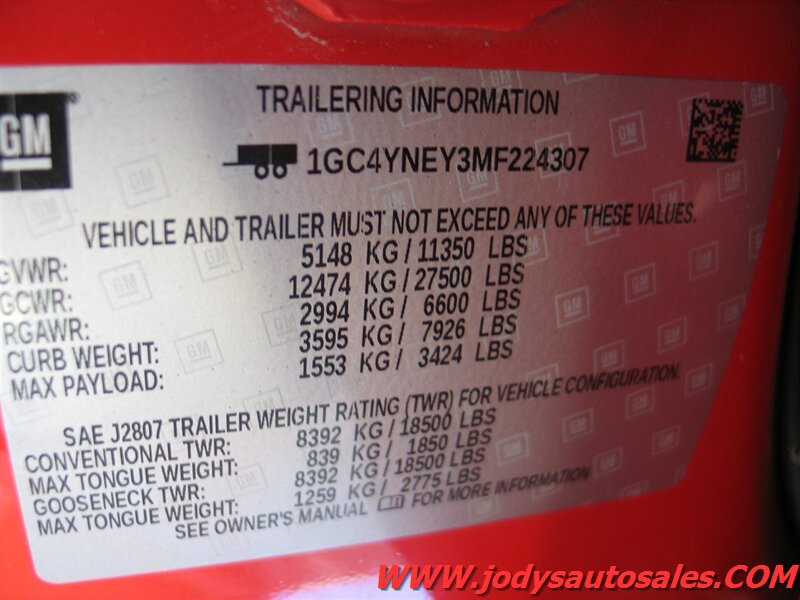 GM
TRAILERING INFORMATION
1GC4YNEY3MF224307
VEHICLE AND TRAILER MUST NOT EXCEED ANY OF THESE VALUES.
GVWR: 5148 KG / 11350 LBS
GCWR: 12474 KG / 27500 LBS
RGAWR: 2994 KG / 6600 LBS
CURB WEIGHT: 3595 KG / 7926 LBS
MAX PAYLOAD: 1553 KG / 3424 LBS
SAE J2807 TRAILER WEIGHT RATING (TWR) FOR VEHICLE CONFIGURATION.
CONVENTIONAL TWR: 8392 KG / 18500 LBS
MAX TONGUE WEIGHT: 839 KG / 1850 LBS
GOOSENECK TWR: 8392 KG / 18500 LBS
MAX TONGUE WEIGHT: 1259 KG / 2775 LBS
SEE OWNER'S MANUAL FOR MORE INFORMATION
www.jodysautosales.COM